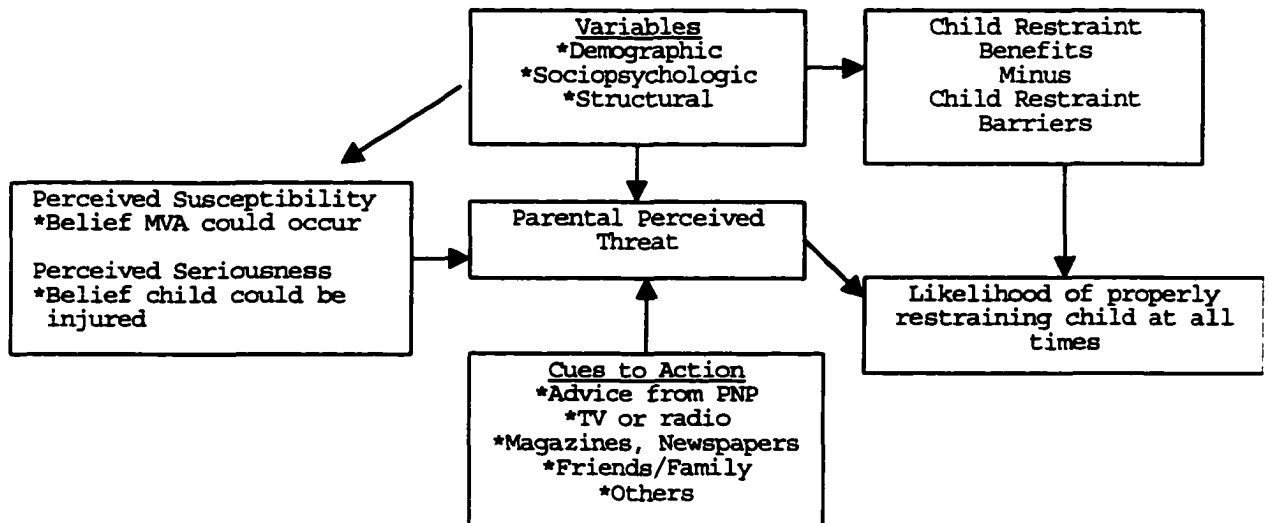 Variables
*Demographic
*Sociopsychologic
*Structural
Child Restraint
Benefits
Minus
Child Restraint
Barriers
Perceived Susceptibility
*Belief MVA could occur
Perceived Seriousness
*Belief child could be
injured
Parental Perceived
Threat
Likelihood of properly
restraining child at all
times
Cues to Action
*Advice from PNP
*TV or radio
*Magazines, Newspapers
*Friends/Family
*Others